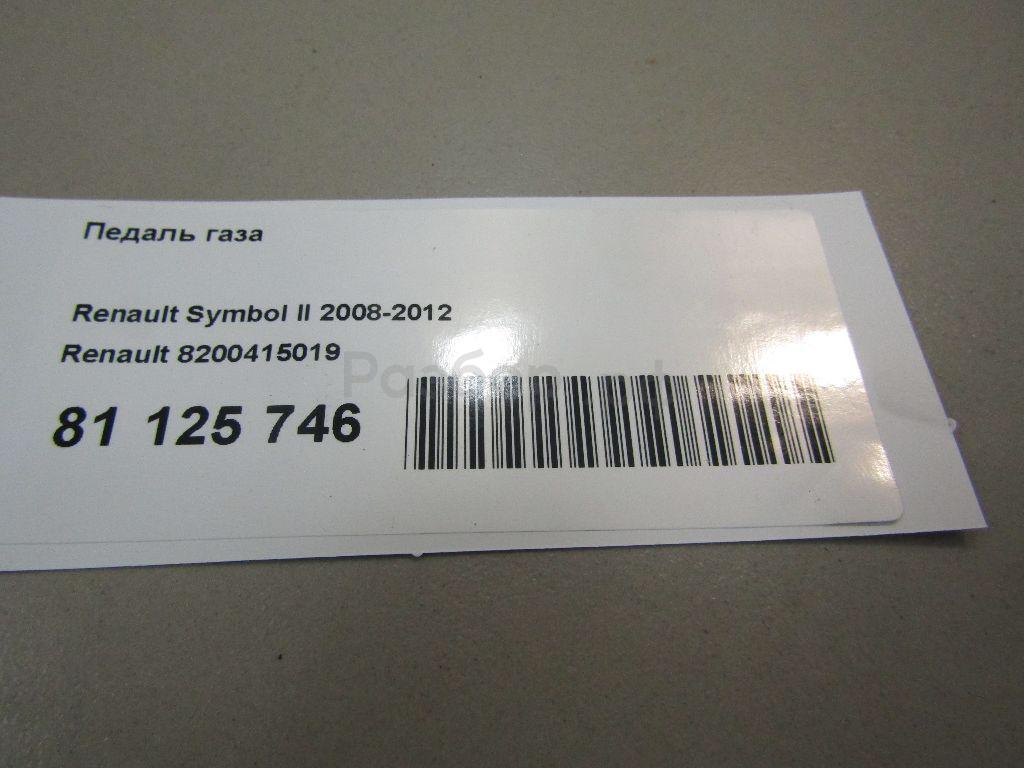 Педаль газа
Renault Symbol II 2008-2012
Renault 8200415019
81 125 746